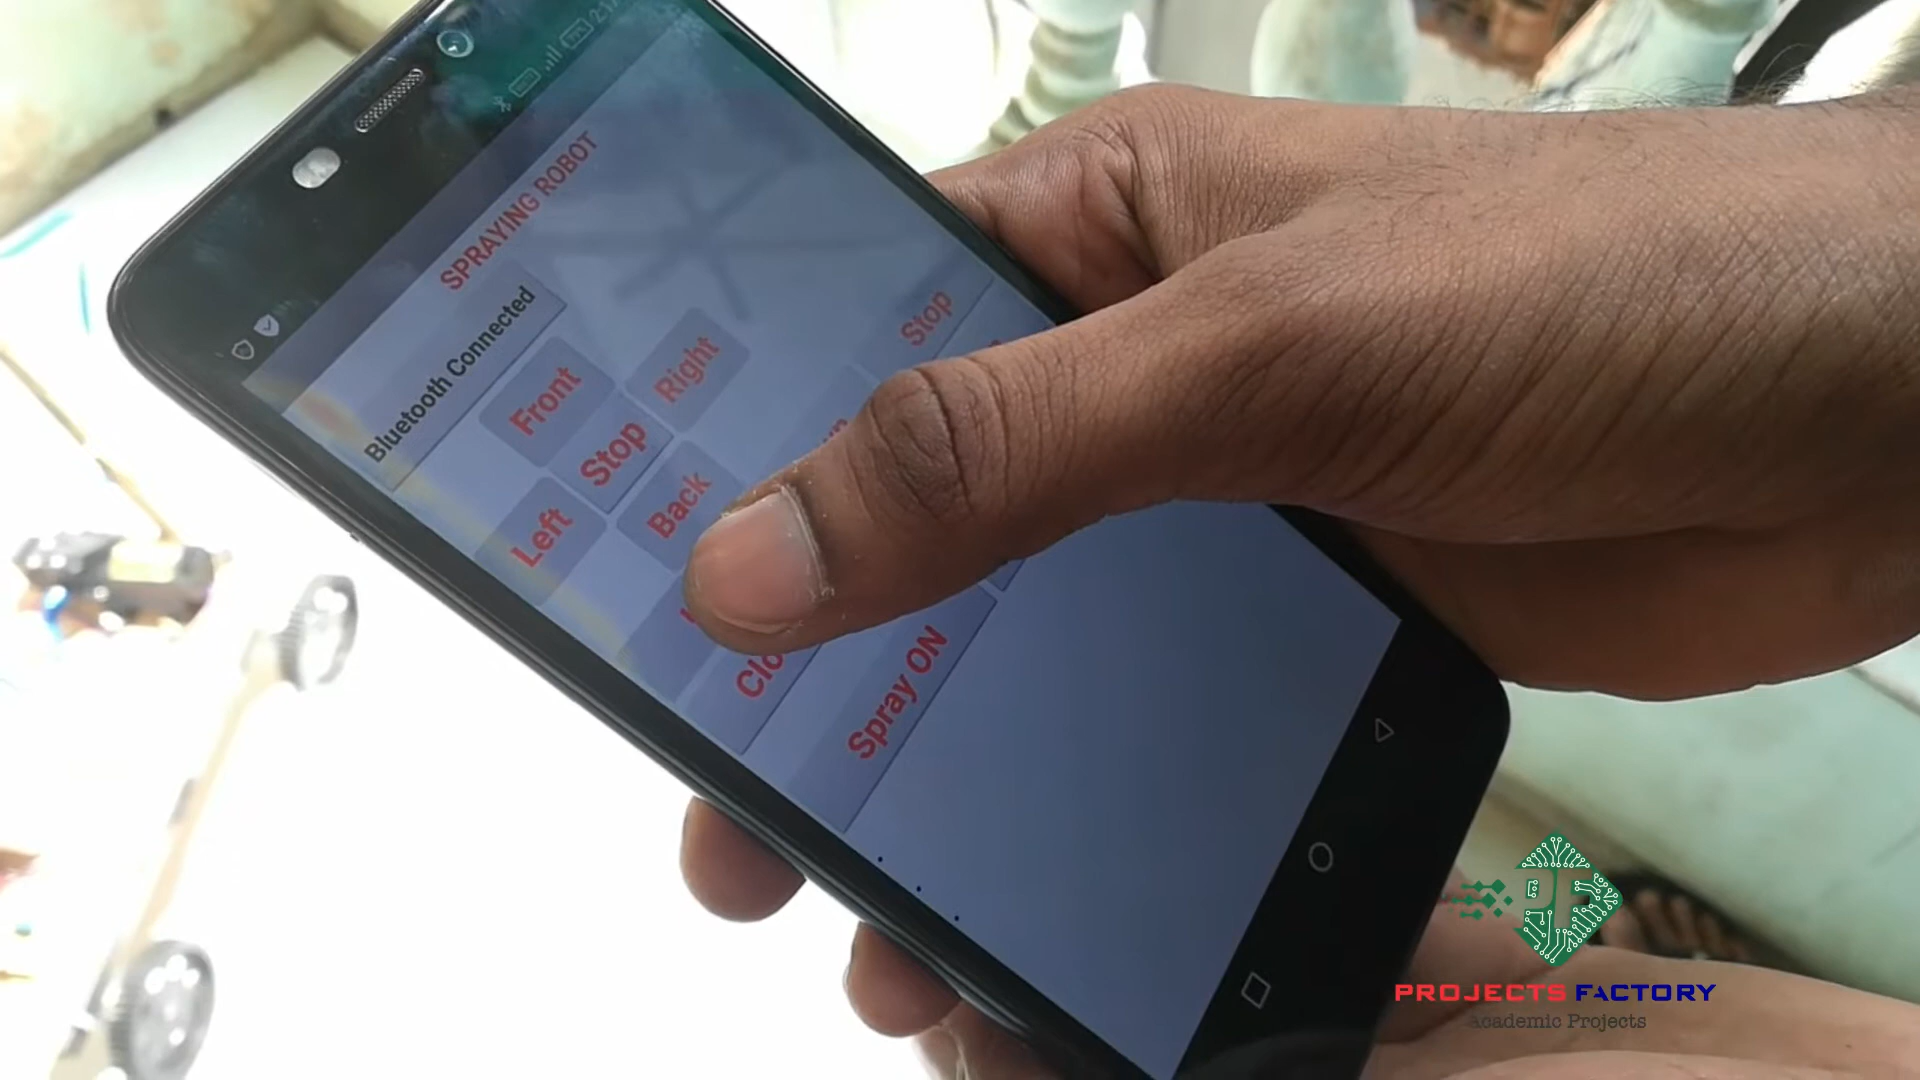 SPRAYING ROBOT
Bluetooth Connected
Front
Left
Stop
Right
Back
Stop
Spray ON
PROJECTS FACTORY
Academic Projects